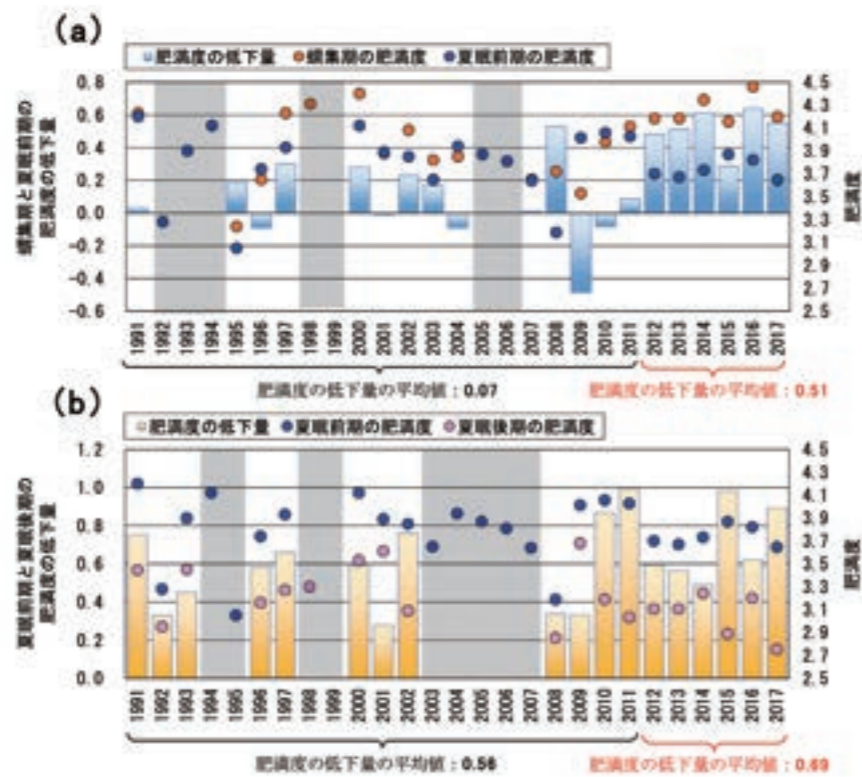 (a)
肥満度の低下量 蝟集期の肥満度 夏眠前期の肥満度
蝟集期と夏眠前期の
肥満度の低下量
0.8
0.6
0.4
0.2
0.0
-0.2
-0.4
-0.6
4.5
4.3
4.1
3.9
3.7
3.5
3.3
3.1
2.9
2.7
2.5
肥満度
1991 1992 1993 1994 1995 1996 1997 1998 1999 2000 2001 2002 2003 2004 2005 2006 2007 2008 2009 2010 2011 2012 2013 2014 2015 2016 2017
肥満度の低下量の平均値：0.07 肥満度の低下量の平均値：0.51
(b)
肥満度の低下量 夏眠前期の肥満度 夏眠後期の肥満度
夏眠前期と夏眠後期の
肥満度の低下量
1.2
1.0
0.8
0.6
0.4
0.2
0.0
4.5
4.3
4.1
3.9
3.7
3.5
3.3
3.1
2.9
2.7
2.5
肥満度
1991 1992 1993 1994 1995 1996 1997 1998 1999 2000 2001 2002 2003 2004 2005 2006 2007 2008 2009 2010 2011 2012 2013 2014 2015 2016 2017
肥満度の低下量の平均値：0.56 肥満度の低下量の平均値：0.69